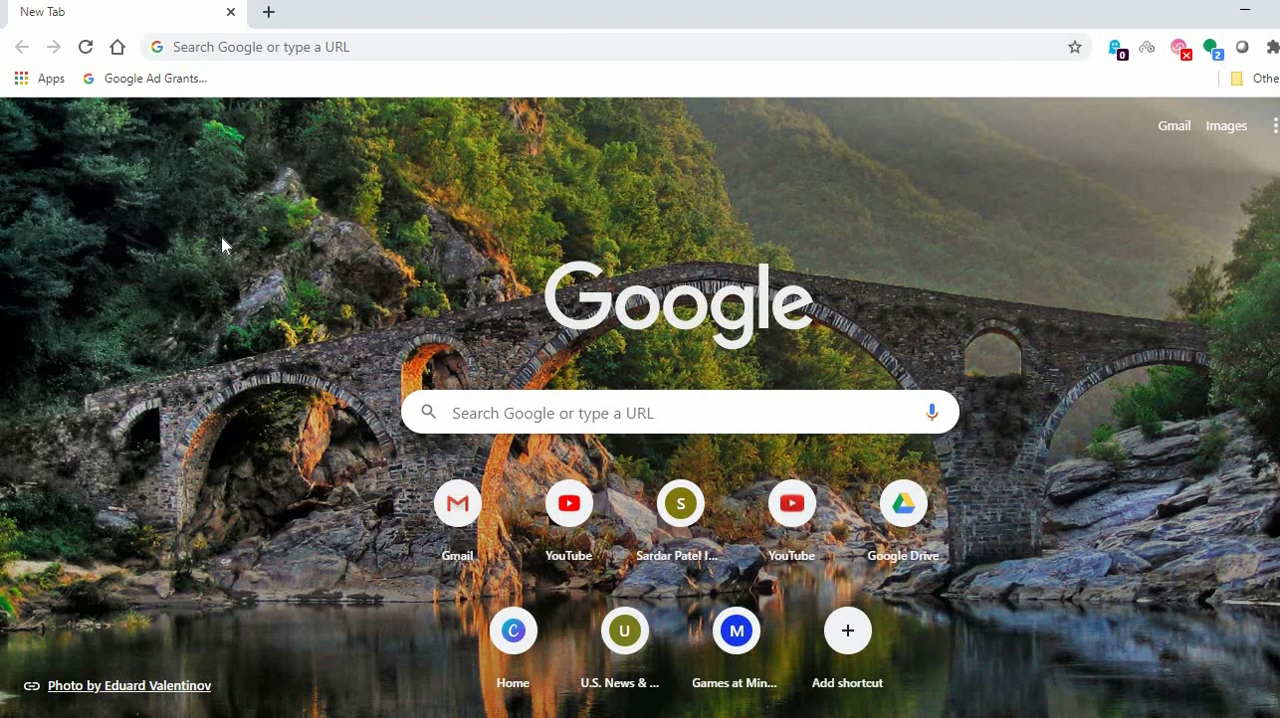 New Tab
Search Google or type a URL
0
2
Apps
Google Ad Grants...
Othe
Gmail
Images
Google
Search Google or type a URL
S
Gmail
YouTube
Sardar Patel I...
YouTube
Google Drive
C
U
M
Home
U.S. News & ...
Games at Min...
Add shortcut
Photo by Eduard Valentinov